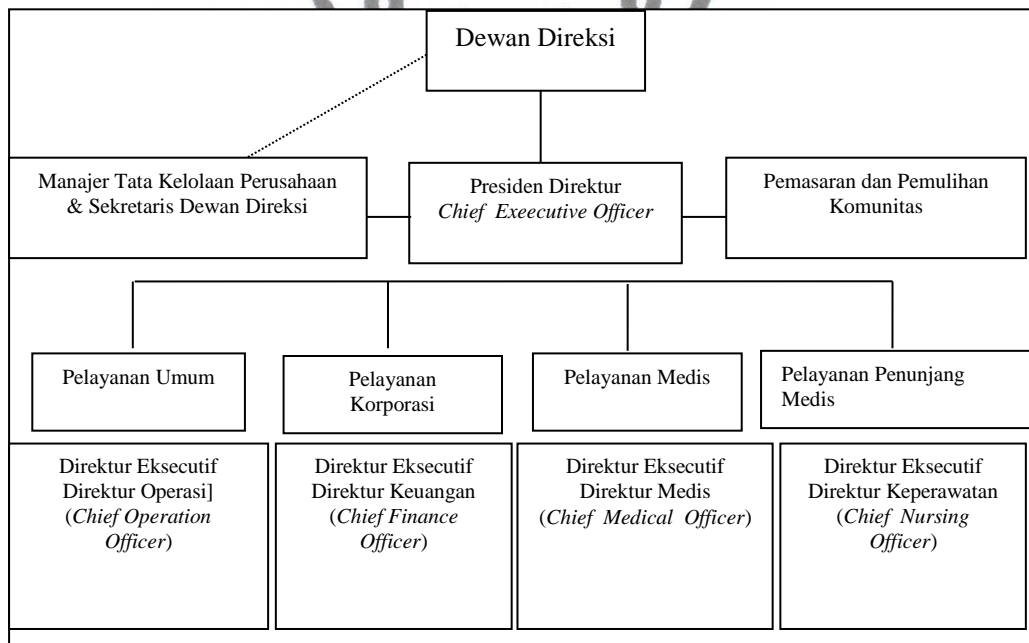 Dewan Direksi
Manajer Tata Kelolaan Perusahaan
& Sekretaris Dewan Direksi
Presiden Direktur
Chief Exeecutive Officer
Pemasaran dan Pemulihan
Komunitas
Pelayanan Umum
Pelayanan
Korporasi
Pelayanan Medis
Pelayanan Penunjang
Medis
Direktur Eksecutif
Direktur Operasi]
(Chief Operation
Officer)
Direktur Eksecutif
Direktur Keuangan
(Chief Finance
Officer)
Direktur Eksecutif
Direktur Medis
(Chief Medical Officer)
Direktur Eksecutif
Direktur Keperawatan
(Chief Nursing
Officer)